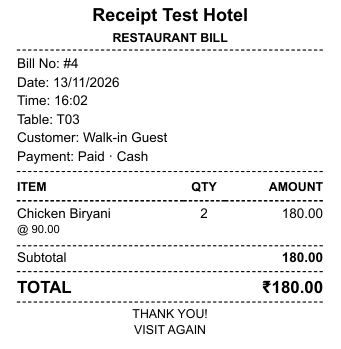 Receipt Test Hotel
RESTAURANT BILL
Bill No: #4
Date: 13/11/2026
Time: 16:02
Table: T03
Customer: Walk-in Guest
Payment: Paid · Cash
ITEM QTY AMOUNT
Chicken Biryani 2 180.00
@ 90.00
Subtotal 180.00
TOTAL ₹180.00
THANK YOU!
VISIT AGAIN